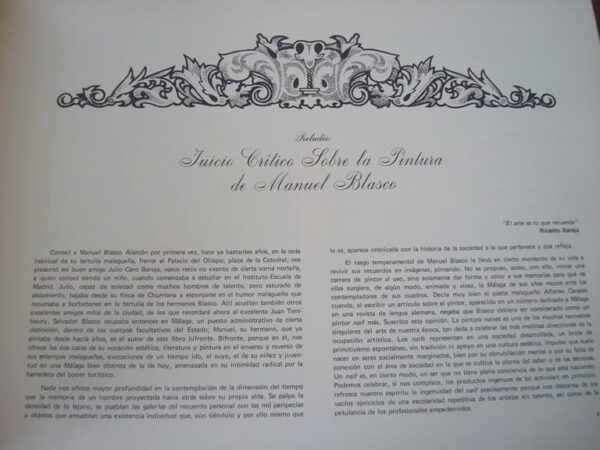 Preludio.
Juicio Crítico Sobre la Pintura
de Manuel Blasco
"El arte es lo que recuerda"
Ricardo Baroja
Conocí a Manuel Blasco Alarcón por primera vez, hace ya bastantes años, en la sede
habitual de su tertulia malagueña, frente al Palacio del Obispo, plaza de la Catedral; nos
presentó mi buen amigo Julio Caro Baroja, vasco recio no exento de cierta sorna norteña,
a quien conocí siendo un niño, cuando comenzaba a estudiar en el Instituto-Escuela de
Madrid. Julio, capaz de soledad como muchos hombres de talento, pero saturado de
aislamiento, bajaba desde su finca de Churriana a esponjarse en el humor malagueño que
rezumaba a borbotones en la tertulia de los hermanos Blasco. Allí acudían también otros
excelentes amigos míos de la ciudad, de los que recordaré ahora al excelente Juan Tem-
boury. Salvador Blasco ocupaba entonces en Málaga, un puesto administrativo de cierta
distinción, dentro de los cuerpos facultativos del Estado; Manuel, su hermano, que ya
pintaba desde hacía años, es el autor de este libro bifronte. Bifronte, porque en él, nos
ofrece las dos caras de su vocación estética; literatura y pintura en el anverso y reverso de
sus estampas malagueñas, evocaciones de un tiempo ido, el suyo, el de su niñez y juven-
tud en una Málaga bien distinta de la de hoy, amenazada en su intimidad radical por la
barredera del boom turístico.
Nada nos ofrece mayor profundidad en la contemplación de la dimensión del tiempo
que la memoria de un hombre proyectada hacia atrás sobre su propia vida. Se palpa la
densidad de lo lejano, se pueblan las galerías del recuerdo personal con las mil peripecias
u objetos que amueblan una existencia individual que, aún siéndolo y por ello mismo que
lo es, aparece imbricada con la historia de la sociedad a la que pertenece y que refleja.
El rasgo temperamental de Manuel Blasco le llevó en cierto momento de su vida a
revivir sus recuerdos en imágenes, pintando. No se propuso, acaso, con ello, iniciar una
carrera de pintor al uso, sino solamente dar forma y color a sus memorias para que de
ellas surgiera, de algún modo, animada y vivaz, la Málaga de sus años mozos ante los
contempladores de sus cuadros. Decía muy bien el poeta malagueño Alfonso Canales
cuando, al escribir un artículo sobre el pintor, aparecido en un número dedicado a Málaga
en una revista de lengua alemana, negaba que Blasco debiera ser considerado como un
pintor naif más. Suscribo esta opinión. La pintura naive es uno de los muchos recovecos
singulares del arte de nuestra época, tan dada a celebrar las más insólitas direcciones de la
ocupación artística. Los naifs representan en una sociedad desarrollada, un brote de
primitivismo espontáneo, sin tradición ni apoyo en una cultura estética, impulso que suele
nacer en seres socialmente marginados, bien por su obnubilación mental o por su falta de
conexión con el área de sociedad en la que se cultiva la planta del saber o de las técnicas.
Un naif es, en cierto modo, un ser que no tiene plena conciencia de lo que está haciendo.
Podemos celebrar, si nos complace, los productos ingenuos de tal actividad; en principio,
refresca nuestro espíritu la ingenuidad del naif precisamente porque nos descansa de los
vacíos ejercicios de una escolaridad repetitiva de los artistas sin talento, así como de la
petulancia de los profesionales empedernidos.